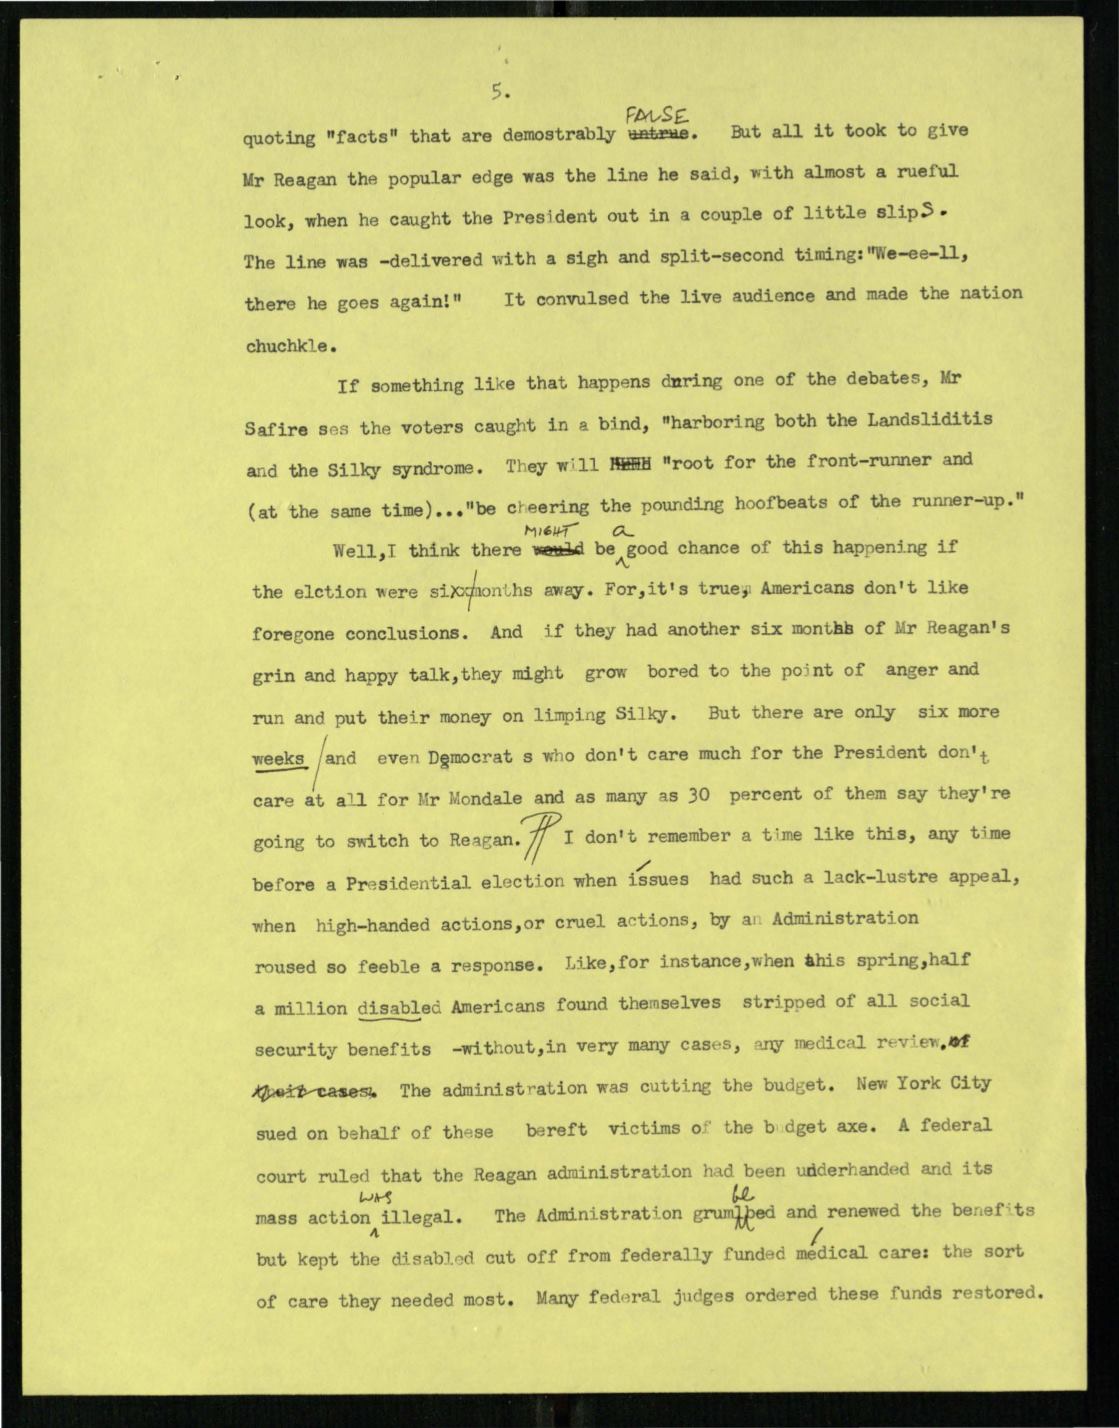 5.
FALSE
quoting "facts" that are demostrably untrue. But all it took to give
Mr Reagan the popular edge was the line he said, with almost a rueful
look, when he caught the President out in a couple of little slipS.
The line was -delivered with a sigh and split-second timing:"We-ee-ll,
there he goes again!" It convulsed the live audience and made the nation
chuchkle.
If something like that happens during one of the debates, Mr
Safire ses the voters caught in a bind, "harboring both the Landsliditis
and the Silky syndrome. They will "root for the front-runner and
(at the same time)..."be cheering the pounding hoofbeats of the runner-up."
MIGHT a
Well,I think there would be good chance of this happening if
the elction were sixxxmonths away. For,it's true, Americans don't like
foregone conclusions. And if they had another six months of Mr Reagan's
grin and happy talk,they might grow bored to the point of anger and
run and put their money on limping Silky. But there are only six more
weeks /and even Democrat s who don't care much for the President don't
care at all for Mr Mondale and as many as 30 percent of them say they're
going to switch to Reagan. I don't remember a time like this, any time
before a Presidential election when issues had such a lack-lustre appeal,
when high-handed actions,or cruel actions, by an Administration
roused so feeble a response. Like,for instance,when this spring,half
a million disabled Americans found themselves stripped of all social
security benefits -without,in very many cases, any medical review. of
their cases. The administration was cutting the budget. New York City
sued on behalf of these bereft victims of the budget axe. A federal
court ruled that the Reagan administration had been underhanded and its
WAS be
mass action illegal. The Administration grumlped and renewed the benefits
but kept the disabled cut off from federally funded medical care: the sort
of care they needed most. Many federal judges ordered these funds restored.